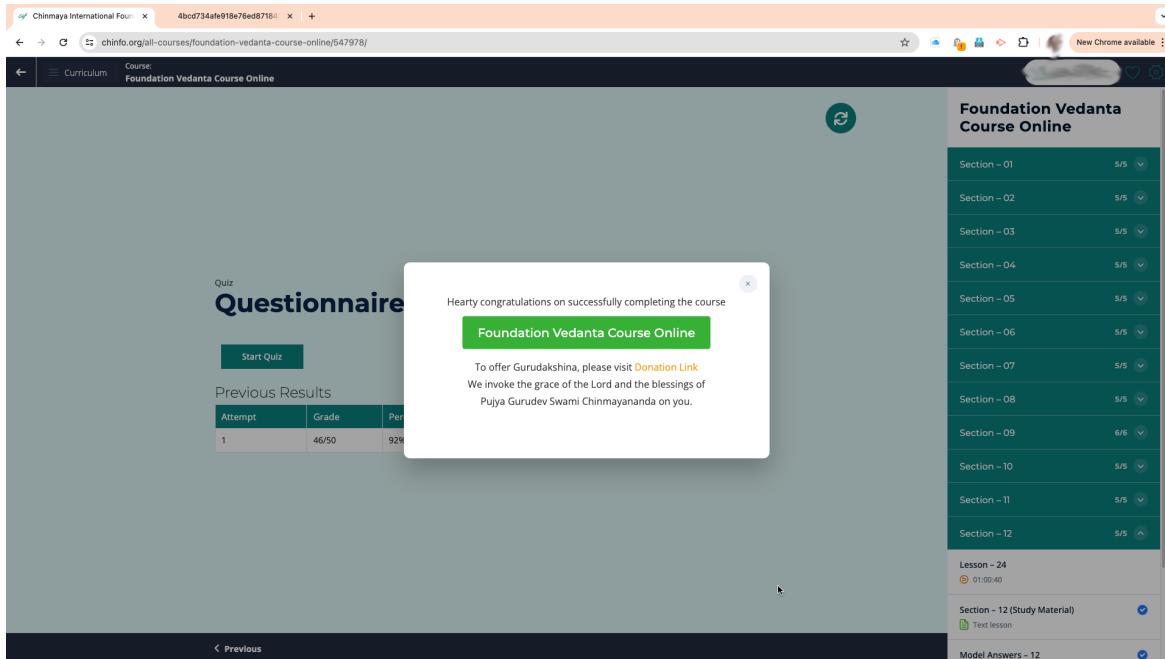 Chinmaya International Foun
4bcd734afe918e76ed87184
chinfo.org/all-courses/foundation-vedanta-course-online/547978/
New Chrome available
Curriculum
Course:
Foundation Vedanta Course Online
Quiz
Questionnaire
Start Quiz
Previous Results
Attempt
Grade
Per
1
46/50
92%
Hearty congratulations on successfully completing the course
Foundation Vedanta Course Online
To offer Gurudakshina, please visit Donation Link
We invoke the grace of the Lord and the blessings of
Pujya Gurudev Swami Chinmayananda on you.
Previous
Foundation Vedanta
Course Online
Section – 01 5/5
Section – 02 5/5
Section – 03 5/5
Section – 04 5/5
Section – 05 5/5
Section – 06 5/5
Section – 07 5/5
Section – 08 5/5
Section – 09 6/6
Section – 10 5/5
Section – 11 5/5
Section – 12 5/5
Lesson – 24
01:00:40
Section – 12 (Study Material)
Text lesson
Model Answers – 12